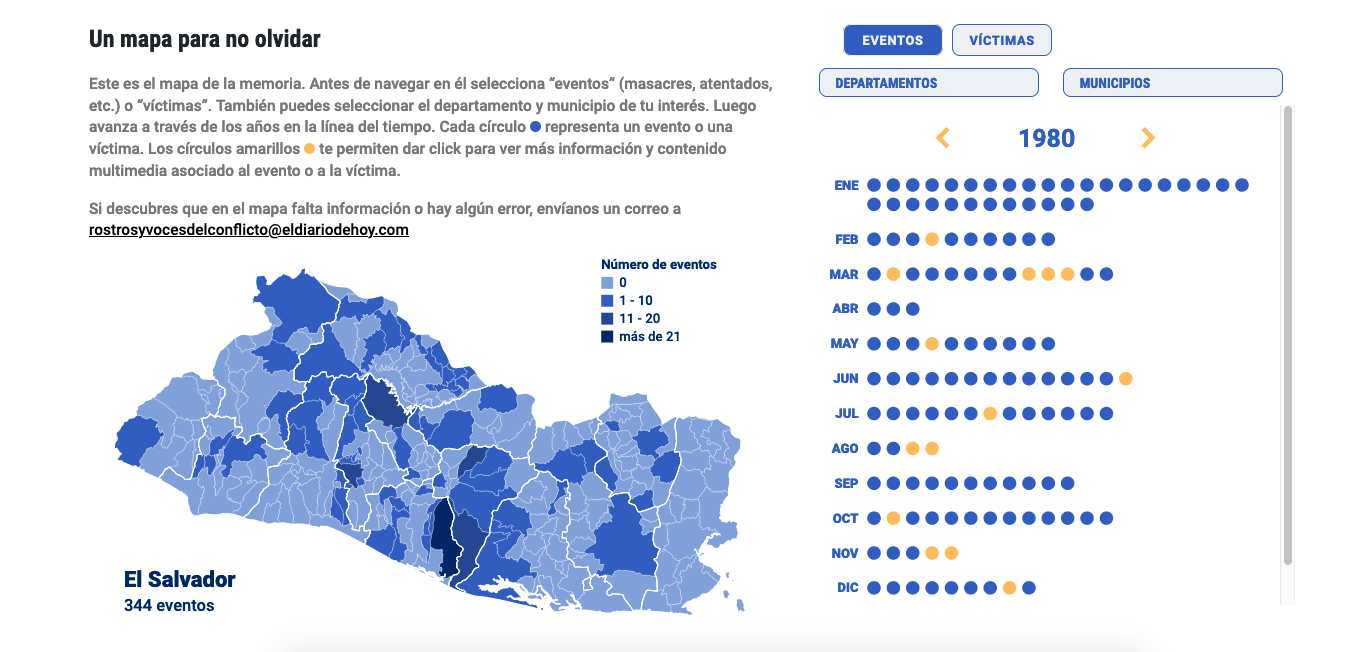 Un mapa para no olvidar
Este es el mapa de la memoria. Antes de navegar en él selecciona “eventos” (masacres, atentados,
etc.) o “víctimas”. También puedes seleccionar el departamento y municipio de tu interés. Luego
avanza a través de los años en la línea del tiempo. Cada círculo representa un evento o una
víctima. Los círculos amarillos te permiten dar click para ver más información y contenido
multimedia asociado al evento o a la víctima.
Si descubres que en el mapa falta información o hay algún error, envíanos un correo a
rostrosyvocesdelconflicto@eldiariodehoy.com
Número de eventos
0
1 - 10
11 - 20
más de 21
El Salvador
344 eventos
EVENTOS
VÍCTIMAS
DEPARTAMENTOS
MUNICIPIOS
1980
ENE
FEB
MAR
ABR
MAY
JUN
JUL
AGO
SEP
OCT
NOV
DIC